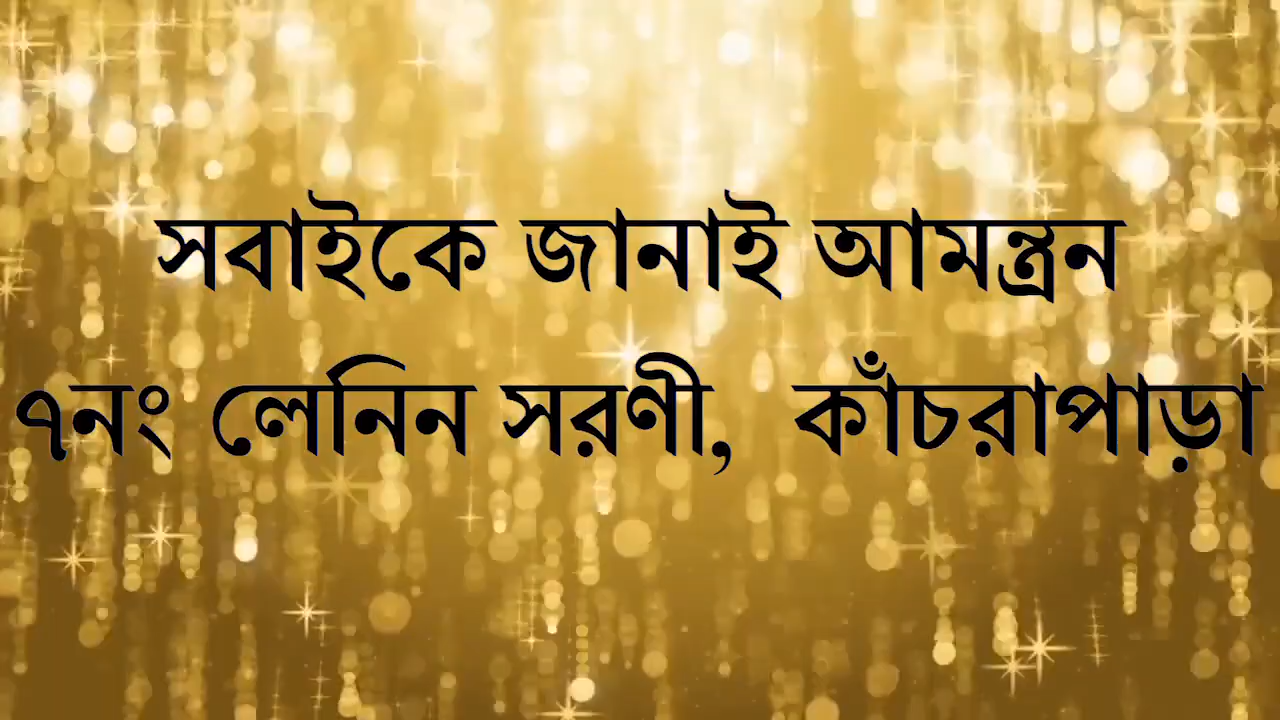 সবাইকে জানাই আমন্ত্রন
৭নং লেনিন সরণী, কাঁচরাপাড়া